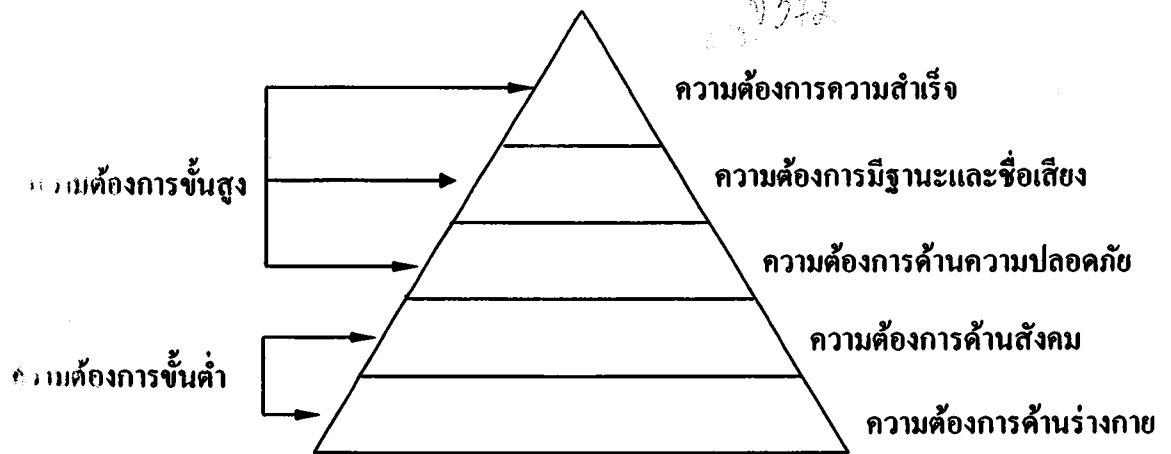 ความต้องการความสำเร็จ
ความต้องการขั้นสูง
ความต้องการมีฐานะและชื่อเสียง
ความต้องการด้านความปลอดภัย
ความต้องการด้านสังคม
ความต้องการขั้นต่ำ
ความต้องการด้านร่างกาย